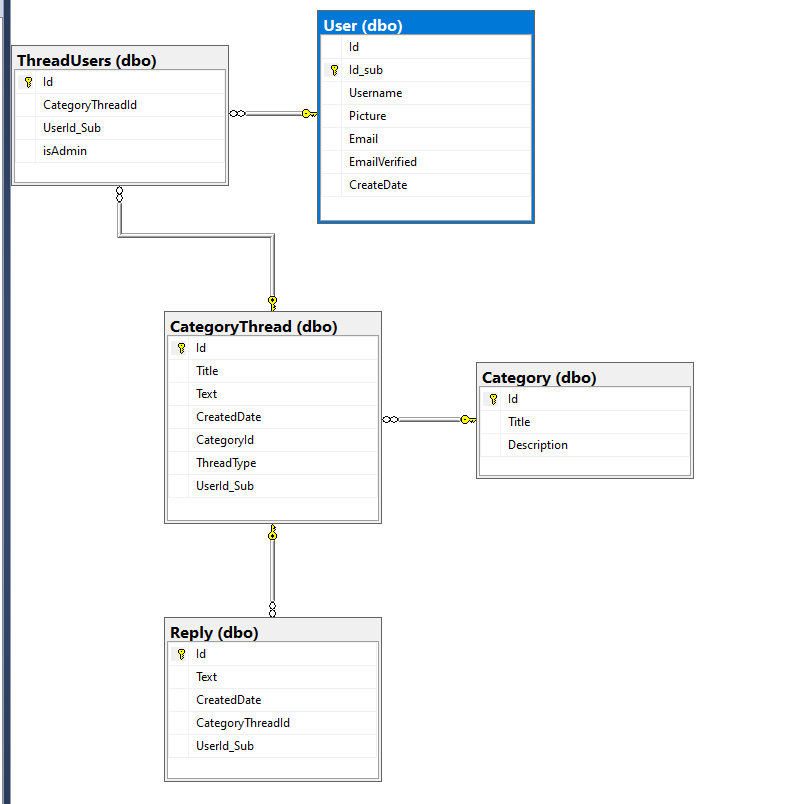 User (dbo)
Id
Id_sub
Username
Picture
Email
EmailVerified
CreateDate
ThreadUsers (dbo)
Id
CategoryThreadId
UserId_Sub
isAdmin
CategoryThread (dbo)
Id
Title
Text
CreatedDate
CategoryId
ThreadType
UserId_Sub
Category (dbo)
Id
Title
Description
Reply (dbo)
Id
Text
CreatedDate
CategoryThreadId
UserId_Sub